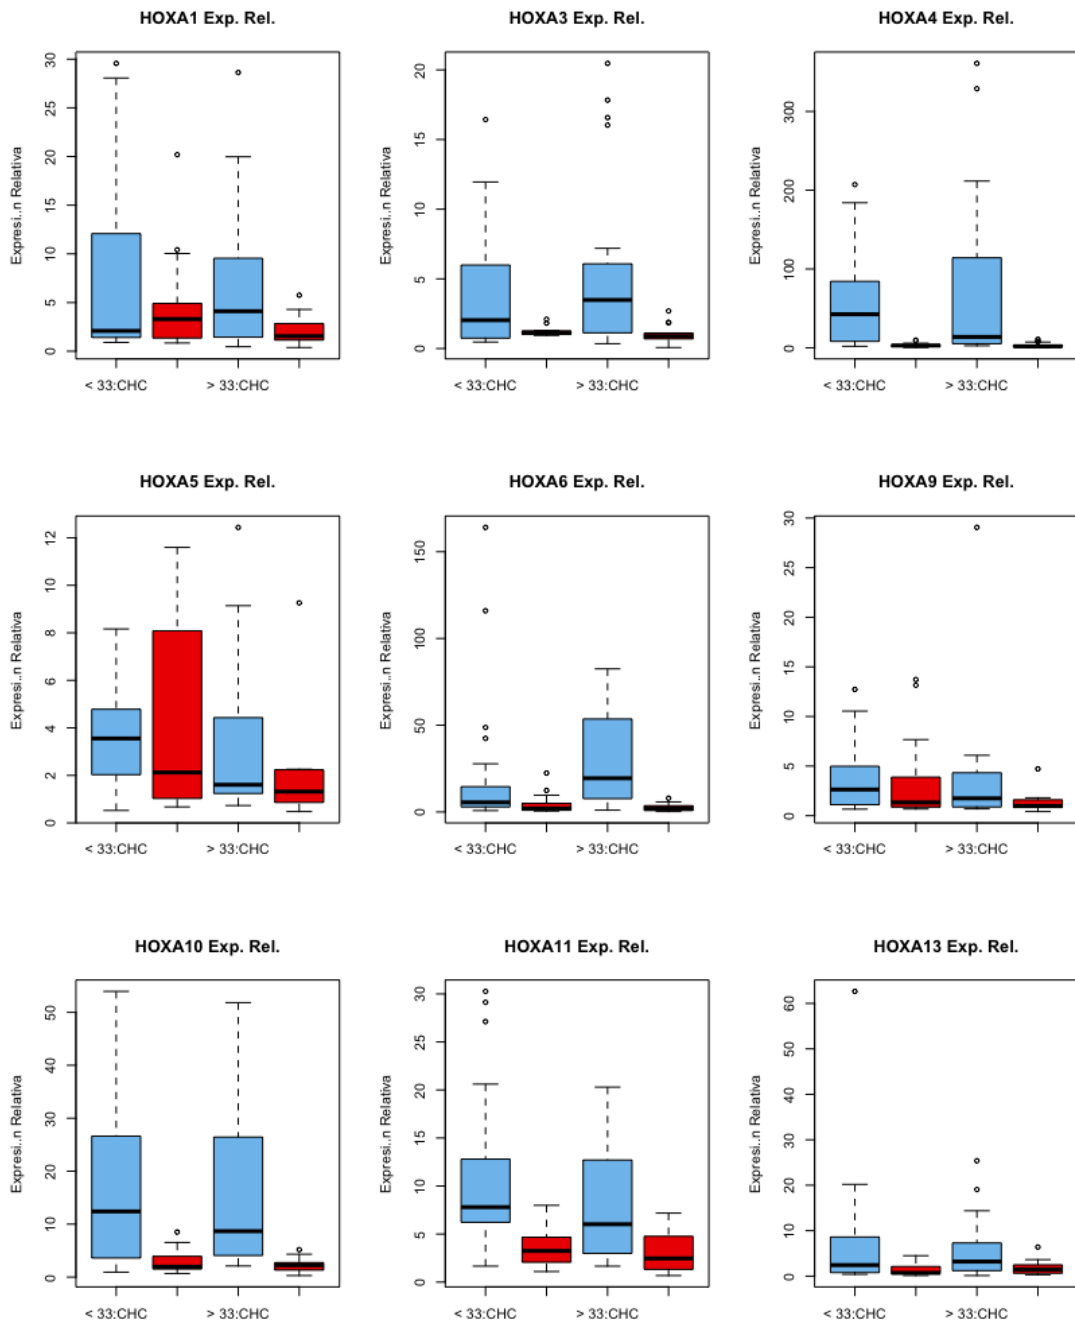 HOXA1 Exp. Rel.
Expresi..n Relativa
0 5 10 15 20 25 30
< 33:CHC > 33:CHC
HOXA3 Exp. Rel.
Expresi..n Relativa
0 5 10 15 20
< 33:CHC > 33:CHC
HOXA4 Exp. Rel.
Expresi..n Relativa
0 100 200 300
< 33:CHC > 33:CHC
HOXA5 Exp. Rel.
Expresi..n Relativa
0 2 4 6 8 10 12
< 33:CHC > 33:CHC
HOXA6 Exp. Rel.
Expresi..n Relativa
0 50 100 150
< 33:CHC > 33:CHC
HOXA9 Exp. Rel.
Expresi..n Relativa
0 5 10 15 20 25 30
< 33:CHC > 33:CHC
HOXA10 Exp. Rel.
Expresi..n Relativa
0 10 20 30 40 50
< 33:CHC > 33:CHC
HOXA11 Exp. Rel.
Expresi..n Relativa
0 5 10 15 20 25 30
< 33:CHC > 33:CHC
HOXA13 Exp. Rel.
Expresi..n Relativa
0 10 20 30 40 50 60
< 33:CHC > 33:CHC